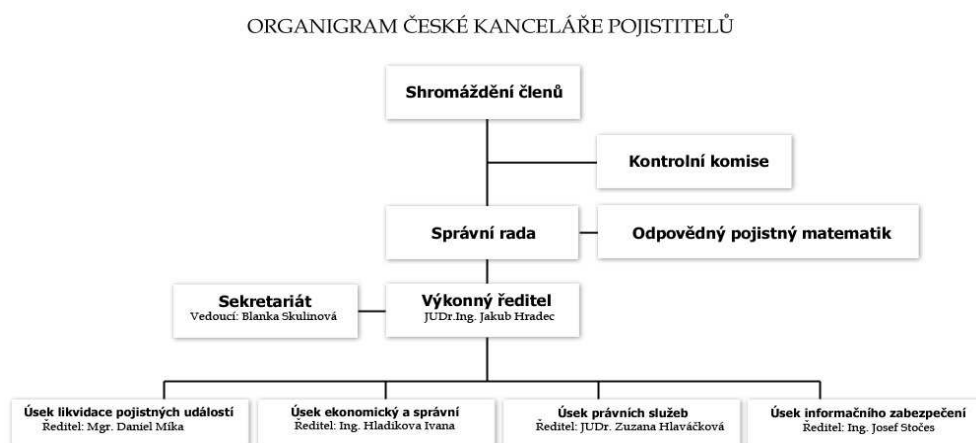 ORGANIGRAM ČESKÉ KANCELÁŘE POJISTITELŮ
Shromáždění členů
Kontrolní komise
Správní rada
Odpovědný pojistný matematik
Sekretariát
Vedoucí: Blanka Skulinová
Výkonný ředitel
JUDr.Ing. Jakub Hradec
Úsek likvidace pojistných událostí
Ředitel: Mgr. Daniel Míka
Úsek ekonomický a správní
Ředitel: Ing. Hladíkova Ivana
Úsek právních služeb
Ředitel: JUDr. Zuzana Hlaváčková
Úsek informačního zabezpečení
Ředitel: Ing. Josef Stočes